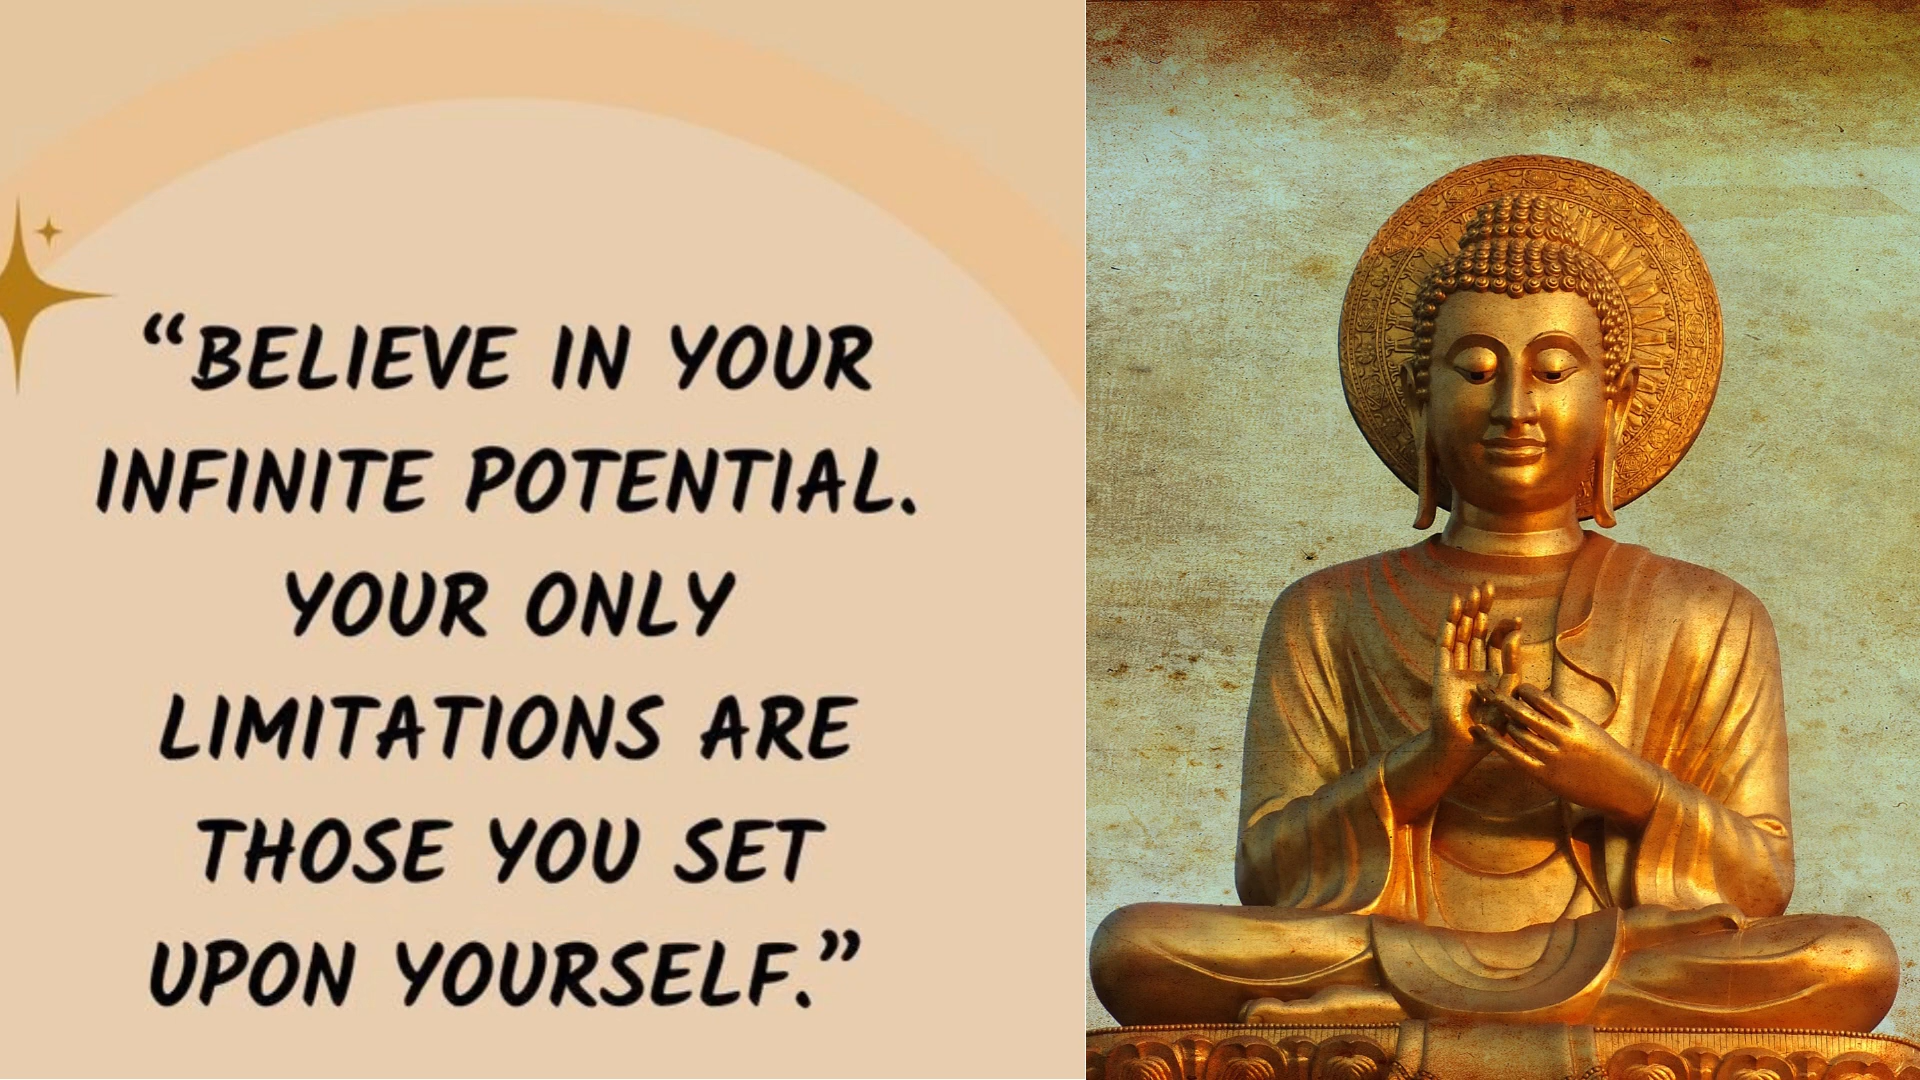 “BELIEVE IN YOUR
INFINITE POTENTIAL.
YOUR ONLY
LIMITATIONS ARE
THOSE YOU SET
UPON YOURSELF.”